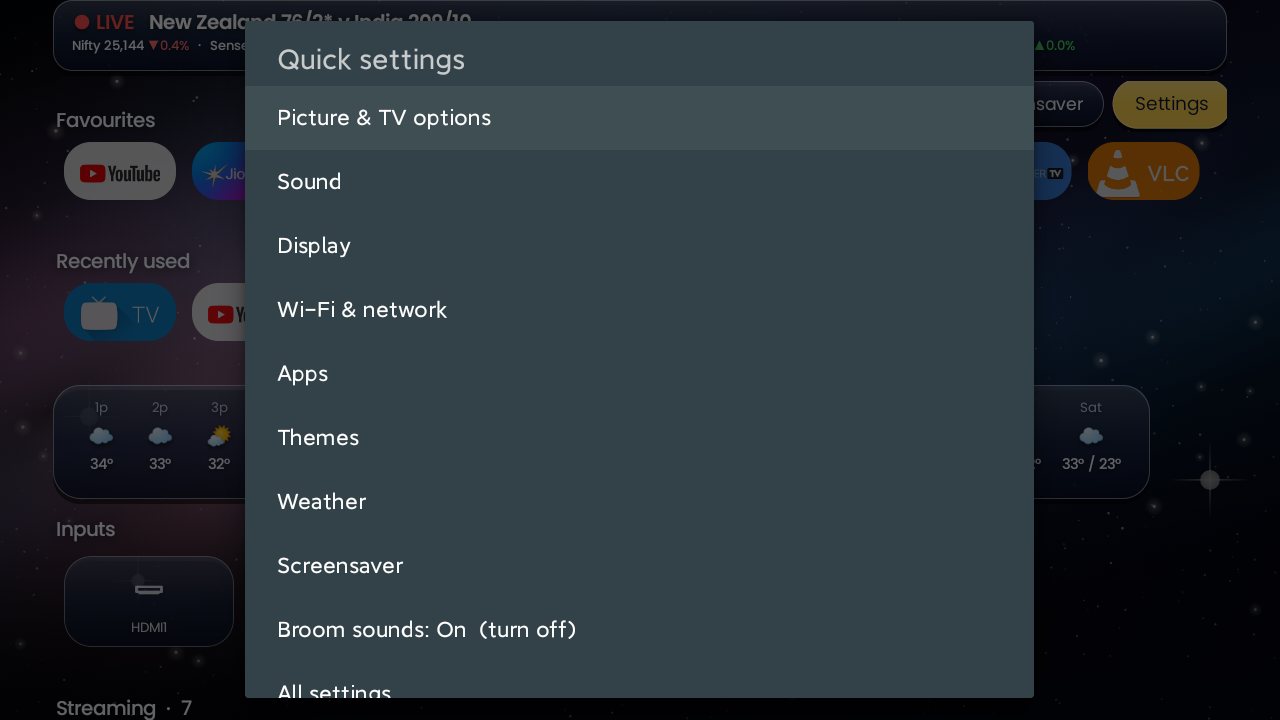 LIVE New Zealand 76/2* v India 209/10
Nifty 25,144 ▼0.4% ·
▲0.0%
Quick settings
Settings
Favourites
Picture & TV options
YouTube
VLC
Sound
Display
Recently used
Wi-Fi & network
TV
Apps
1p 2p 3p
Sat
34° 33° 32°
33° / 23°
Themes
Weather
Inputs
Screensaver
HDMI1
Broom sounds: On (turn off)
All settings
Streaming · 7